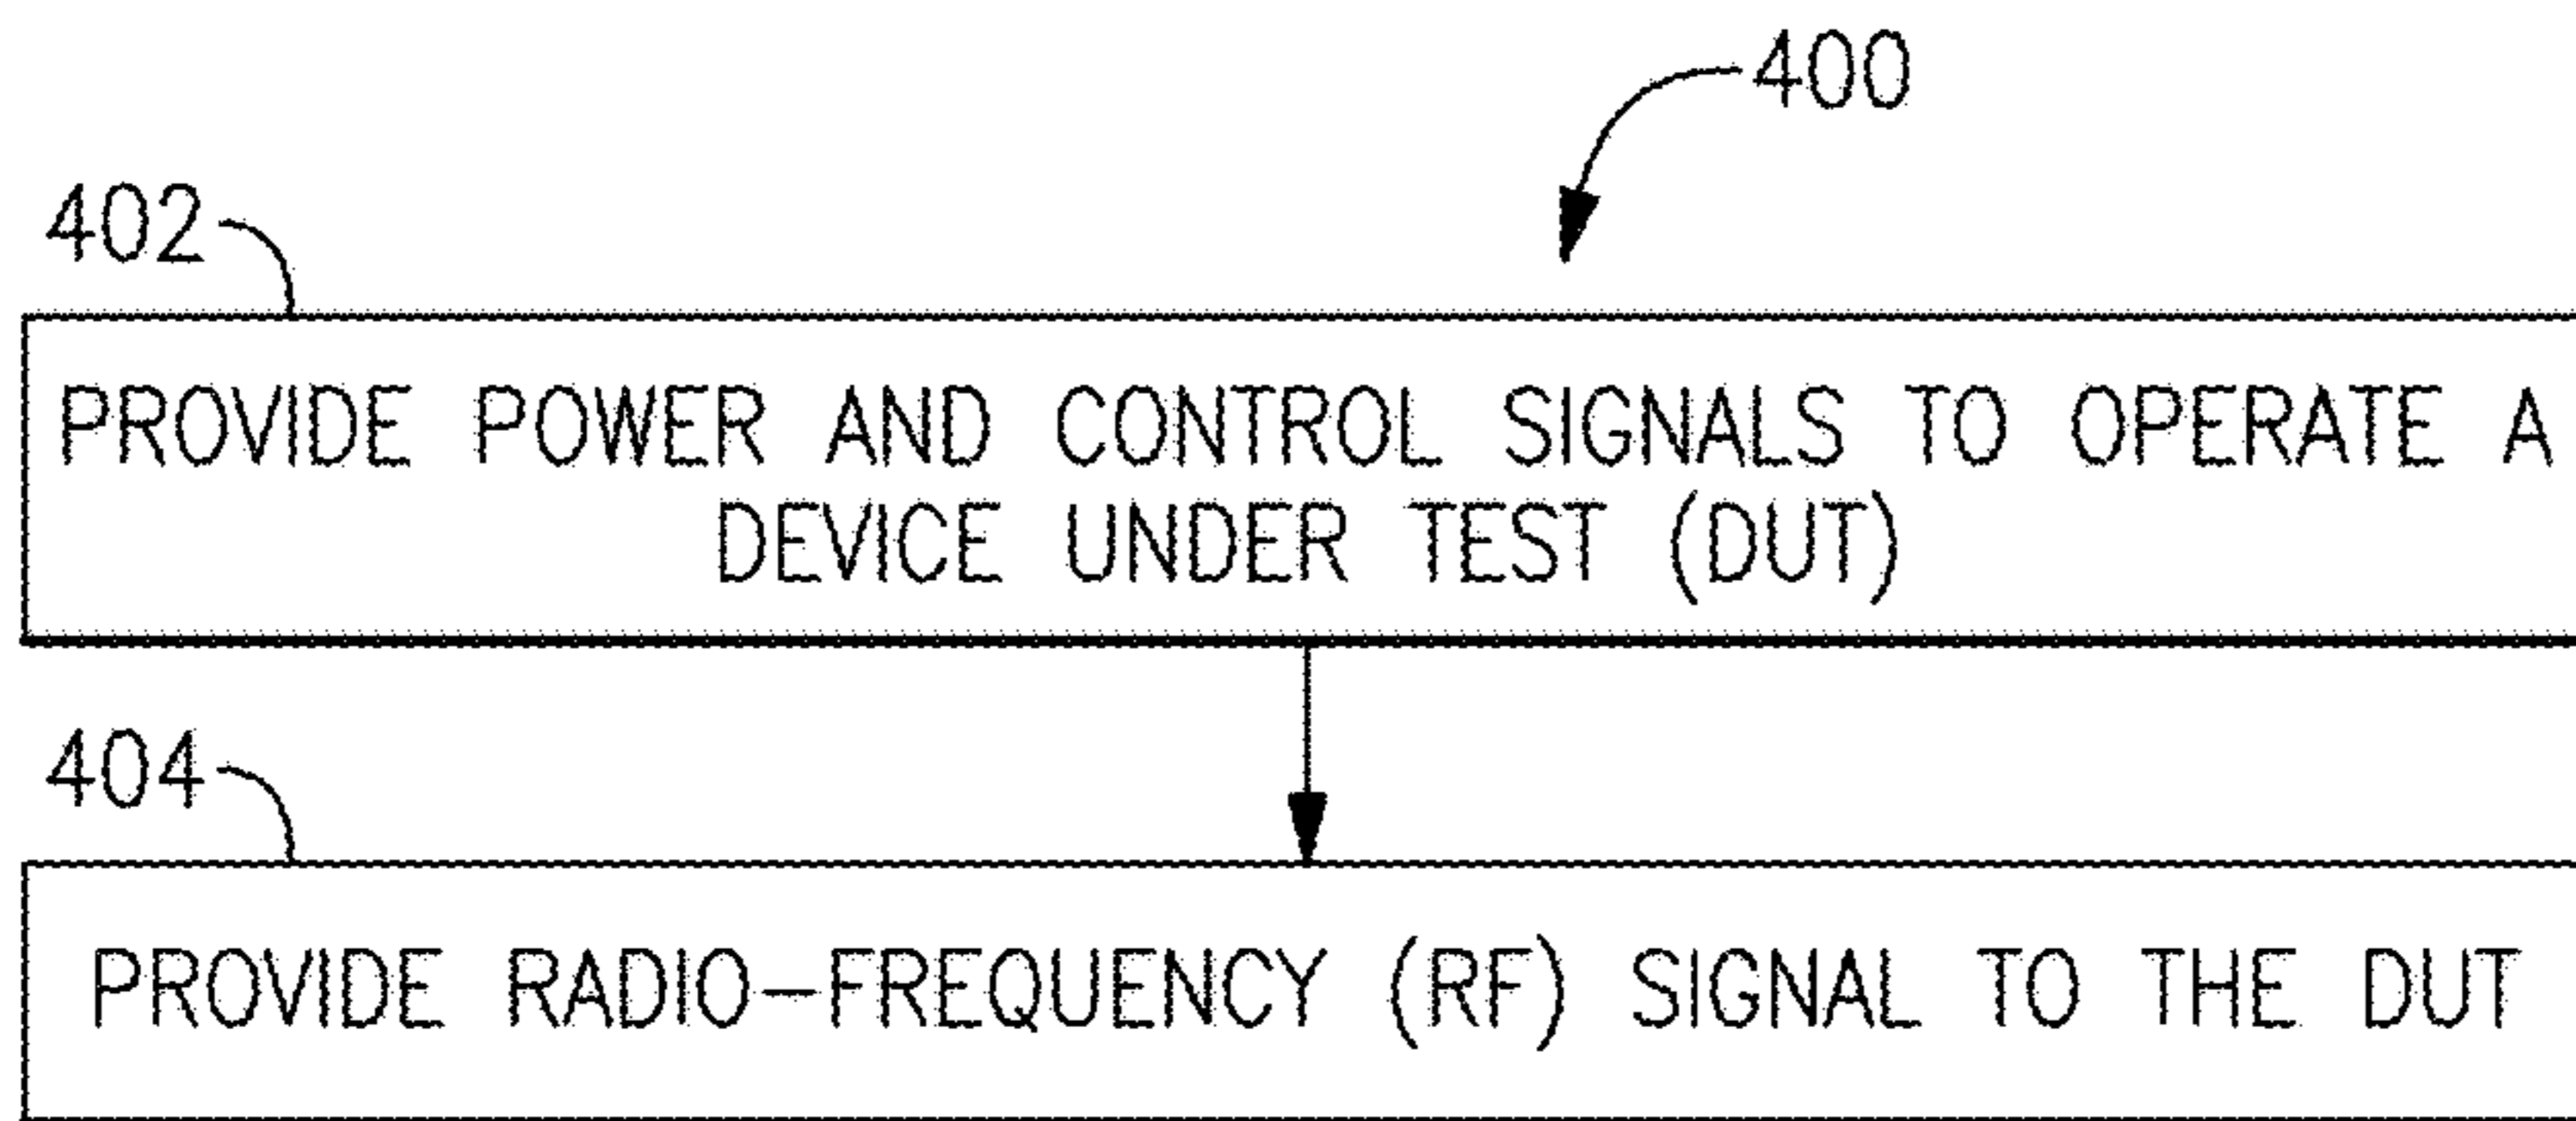 400
402
PROVIDE POWER AND CONTROL SIGNALS TO OPERATE A
DEVICE UNDER TEST (DUT)
404
PROVIDE RADIO-FREQUENCY (RF) SIGNAL TO THE DUT